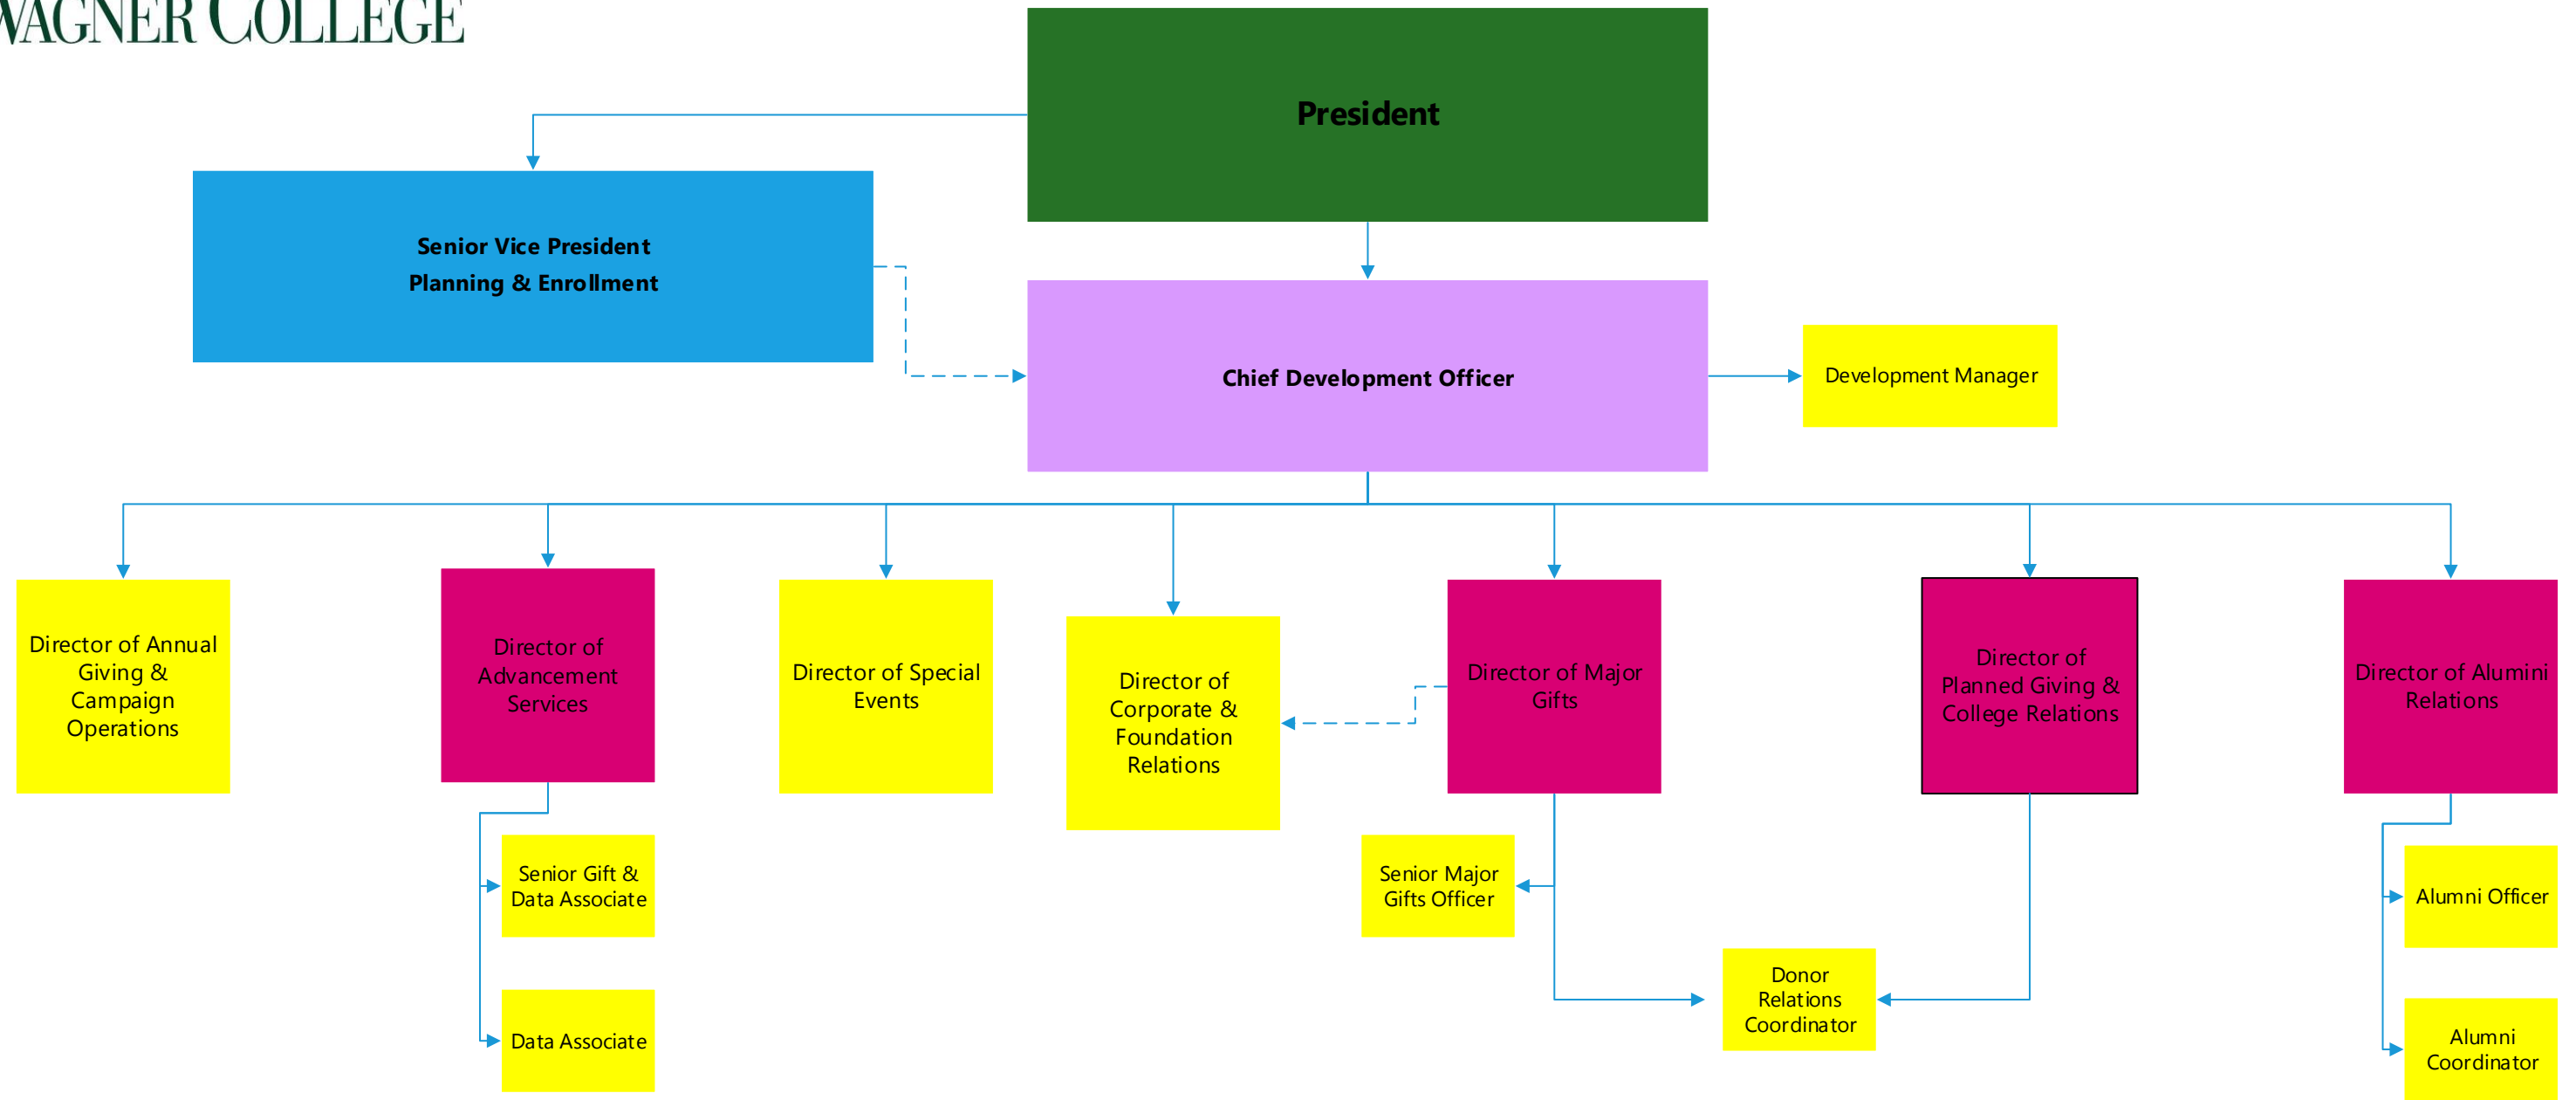 WAGNER COLLEGE
President
Senior Vice President
Planning & Enrollment
Chief Development Officer
Development Manager
Director of Annual
Giving &
Campaign
Operations
Director of
Advancement
Services
Director of Special
Events
Director of
Corporate &
Foundation
Relations
Director of Major
Gifts
Director of
Planned Giving &
College Relations
Director of Alumini
Relations
Senior Gift &
Data Associate
Data Associate
Senior Major
Gifts Officer
Donor
Relations
Coordinator
Alumni Officer
Alumni
Coordinator